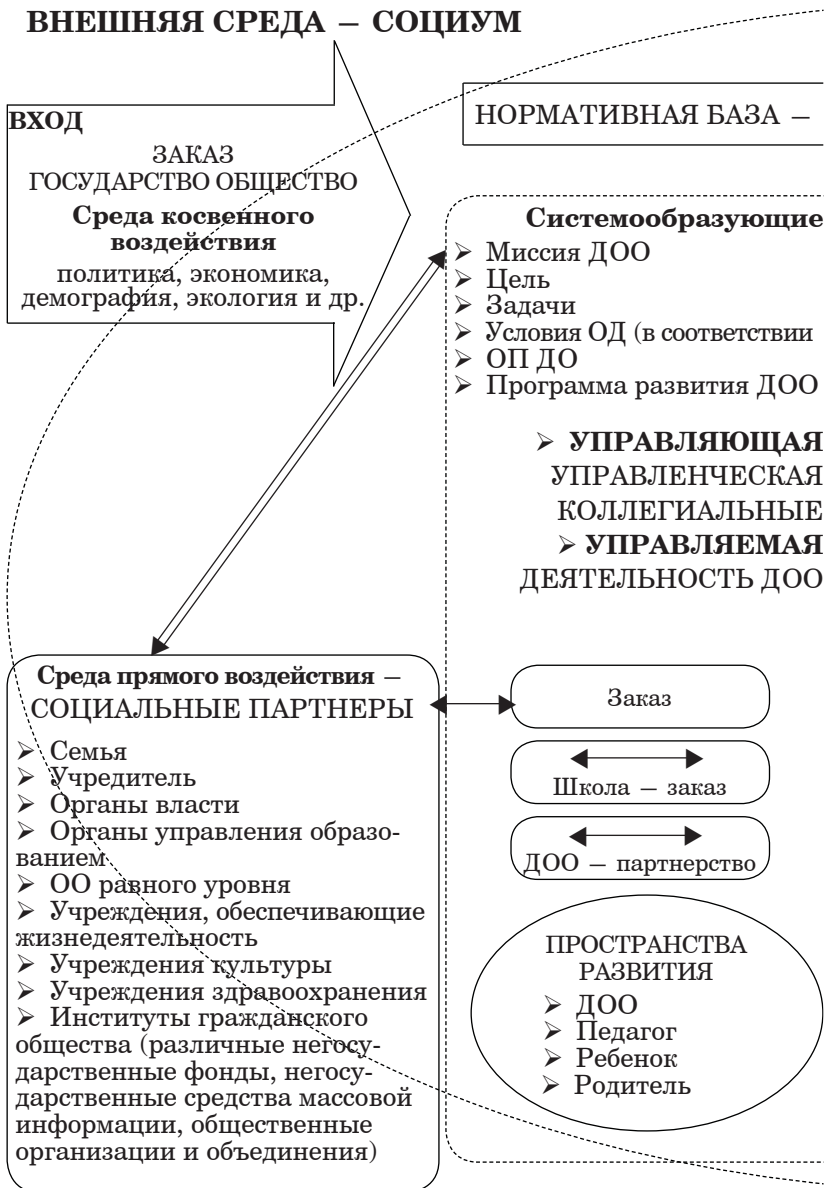 ВНЕШНЯЯ СРЕДА – СОЦИУМ
ВХОД
ЗАКАЗ
ГОСУДАРСТВО ОБЩЕСТВО
Среда косвенного
воздействия
политика, экономика,
демография, экология и др.
НОРМАТИВНАЯ БАЗА –
Системообразующие
➢ Миссия ДОО
➢ Цель
➢ Задачи
➢ Условия ОД (в соответствии
➢ ОП ДО
➢ Программа развития ДОО
➢ УПРАВЛЯЮЩАЯ
УПРАВЛЕНЧЕСКАЯ
КОЛЛЕГИАЛЬНЫЕ
➢ УПРАВЛЯЕМАЯ
ДЕЯТЕЛЬНОСТЬ ДОО
Среда прямого воздействия –
СОЦИАЛЬНЫЕ ПАРТНЕРЫ
➢ Семья
➢ Учредитель
➢ Органы власти
➢ Органы управления образо-
ванием
➢ ОО равного уровня
➢ Учреждения, обеспечивающие
жизнедеятельность
➢ Учреждения культуры
➢ Учреждения здравоохранения
➢ Институты гражданского
общества (различные негосу-
дарственные фонды, негосу-
дарственные средства массовой
информации, общественные
организации и объединения)
Заказ
Школа – заказ
ДОО – партнерство
ПРОСТРАНСТВА
РАЗВИТИЯ
➢ ДОО
➢ Педагог
➢ Ребенок
➢ Родитель